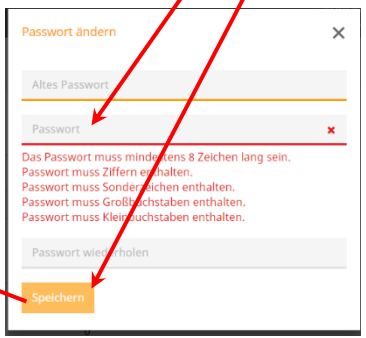 Passwort ändern
Altes Passwort
Passwort
Das Passwort muss mindestens 8 Zeichen lang sein.
Passwort muss Ziffern enthalten.
Passwort muss Sonderzeichen enthalten.
Passwort muss Großbuchstaben enthalten.
Passwort muss Kleinbuchstaben enthalten.
Passwort wiederholen
Speichern